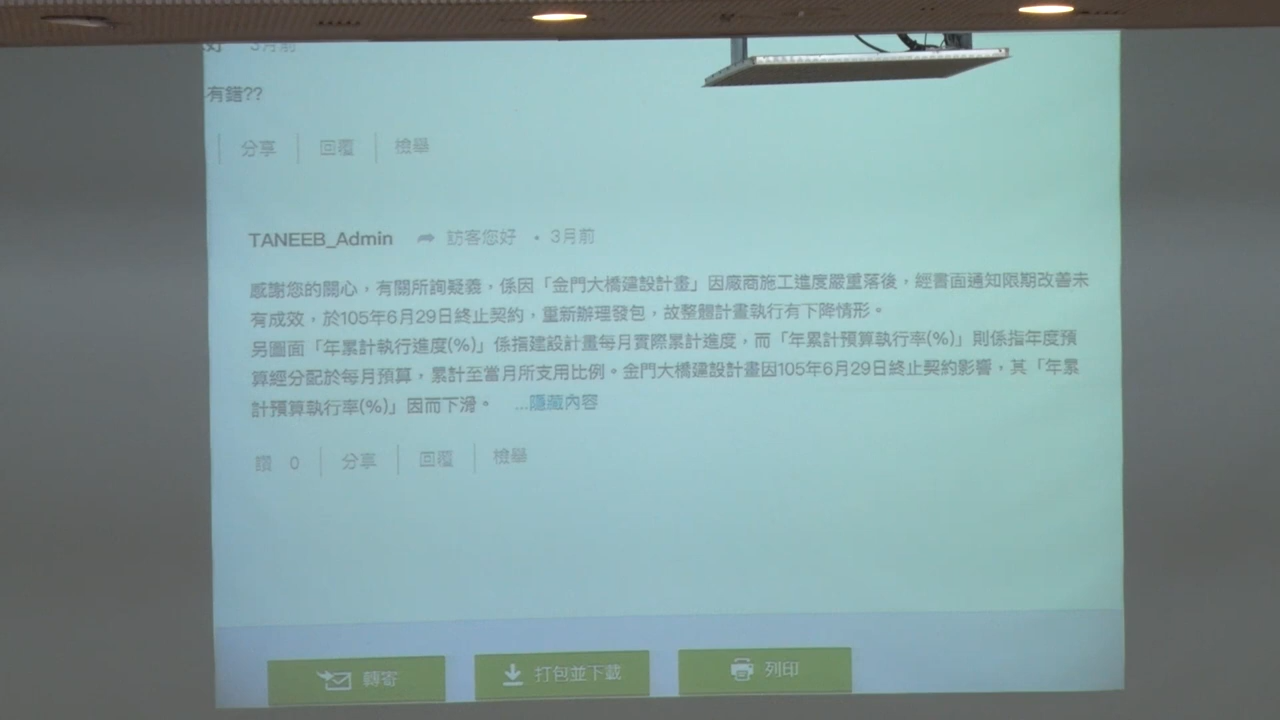 好 3月前
有錯??
分享 回覆 檢舉
TANEEB_Admin 訪客您好 • 3月前
感謝您的關心，有關所詢疑義，係因「金門大橋建設計畫」因廠商施工進度嚴重落後，經書面通知限期改善未
有成效，於105年6月29日終止契約，重新辦理發包，故整體計畫執行有下降情形。
另圖面「年累計執行進度(%)」係指建設計畫每月實際累計進度，而「年累計預算執行率(%)」則係指年度預
算經分配於每月預算，累計至當月所支用比例。金門大橋建設計畫因105年6月29日終止契約影響，其「年累
計預算執行率(%)」因而下滑。 ...隱藏內容
讚 0 分享 回覆 檢舉
轉寄 打包並下載 列印